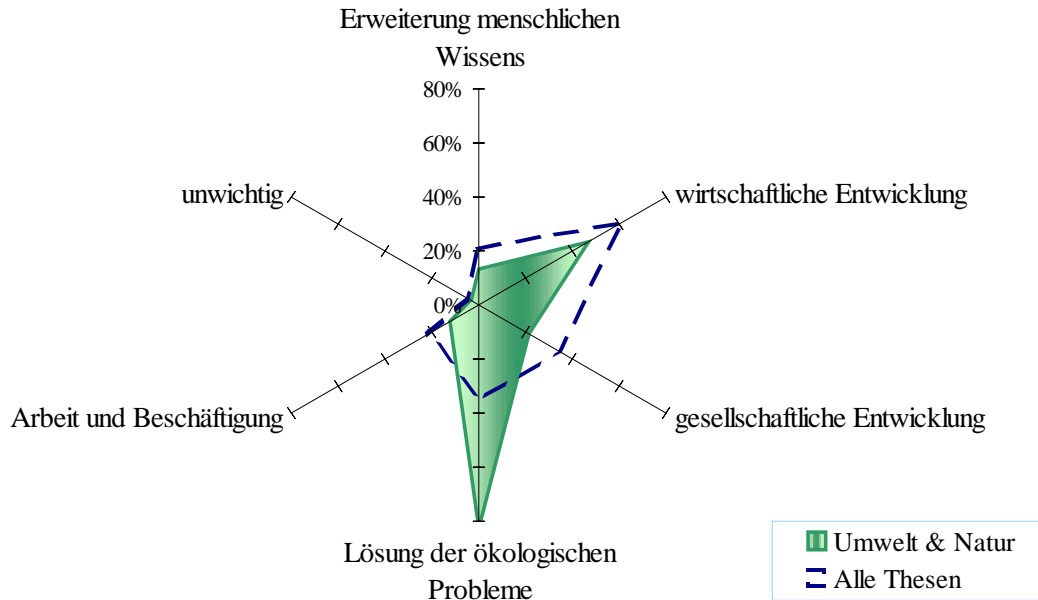 Erweiterung menschlichen
Wissens
80%
60%
40%
20%
0%
unwichtig
wirtschaftliche Entwicklung
Arbeit und Beschäftigung
gesellschaftliche Entwicklung
Lösung der ökologischen
Probleme
Umwelt & Natur
Alle Thesen